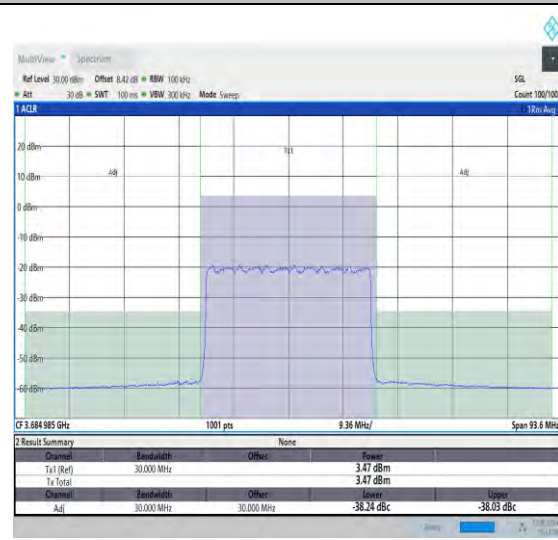 MultiView Spectrum
Ref Level 30.00 dBm Offset 8.42 dB RBW 100 kHz SGL
Att 30 dB SWT 100 ms VBW 300 kHz Mode Sweep Count 100/100
1 ACLR 1Rm Avg
20 dBm
Tx1
Adj Adj
10 dBm
0 dBm
-10 dBm
-20 dBm
-30 dBm
-40 dBm
-50 dBm
-60 dBm
CF 3.684985 GHz 1001 pts 9.36 MHz/ Span 93.6 MHz
2 Result Summary None
Channel Bandwidth Offset Power
Tx1 (Ref) 30.000 MHz 3.47 dBm
Tx Total 3.47 dBm
Channel Bandwidth Offset Lower Upper
Adj 30.000 MHz 30.000 MHz -38.24 dBc -38.03 dBc